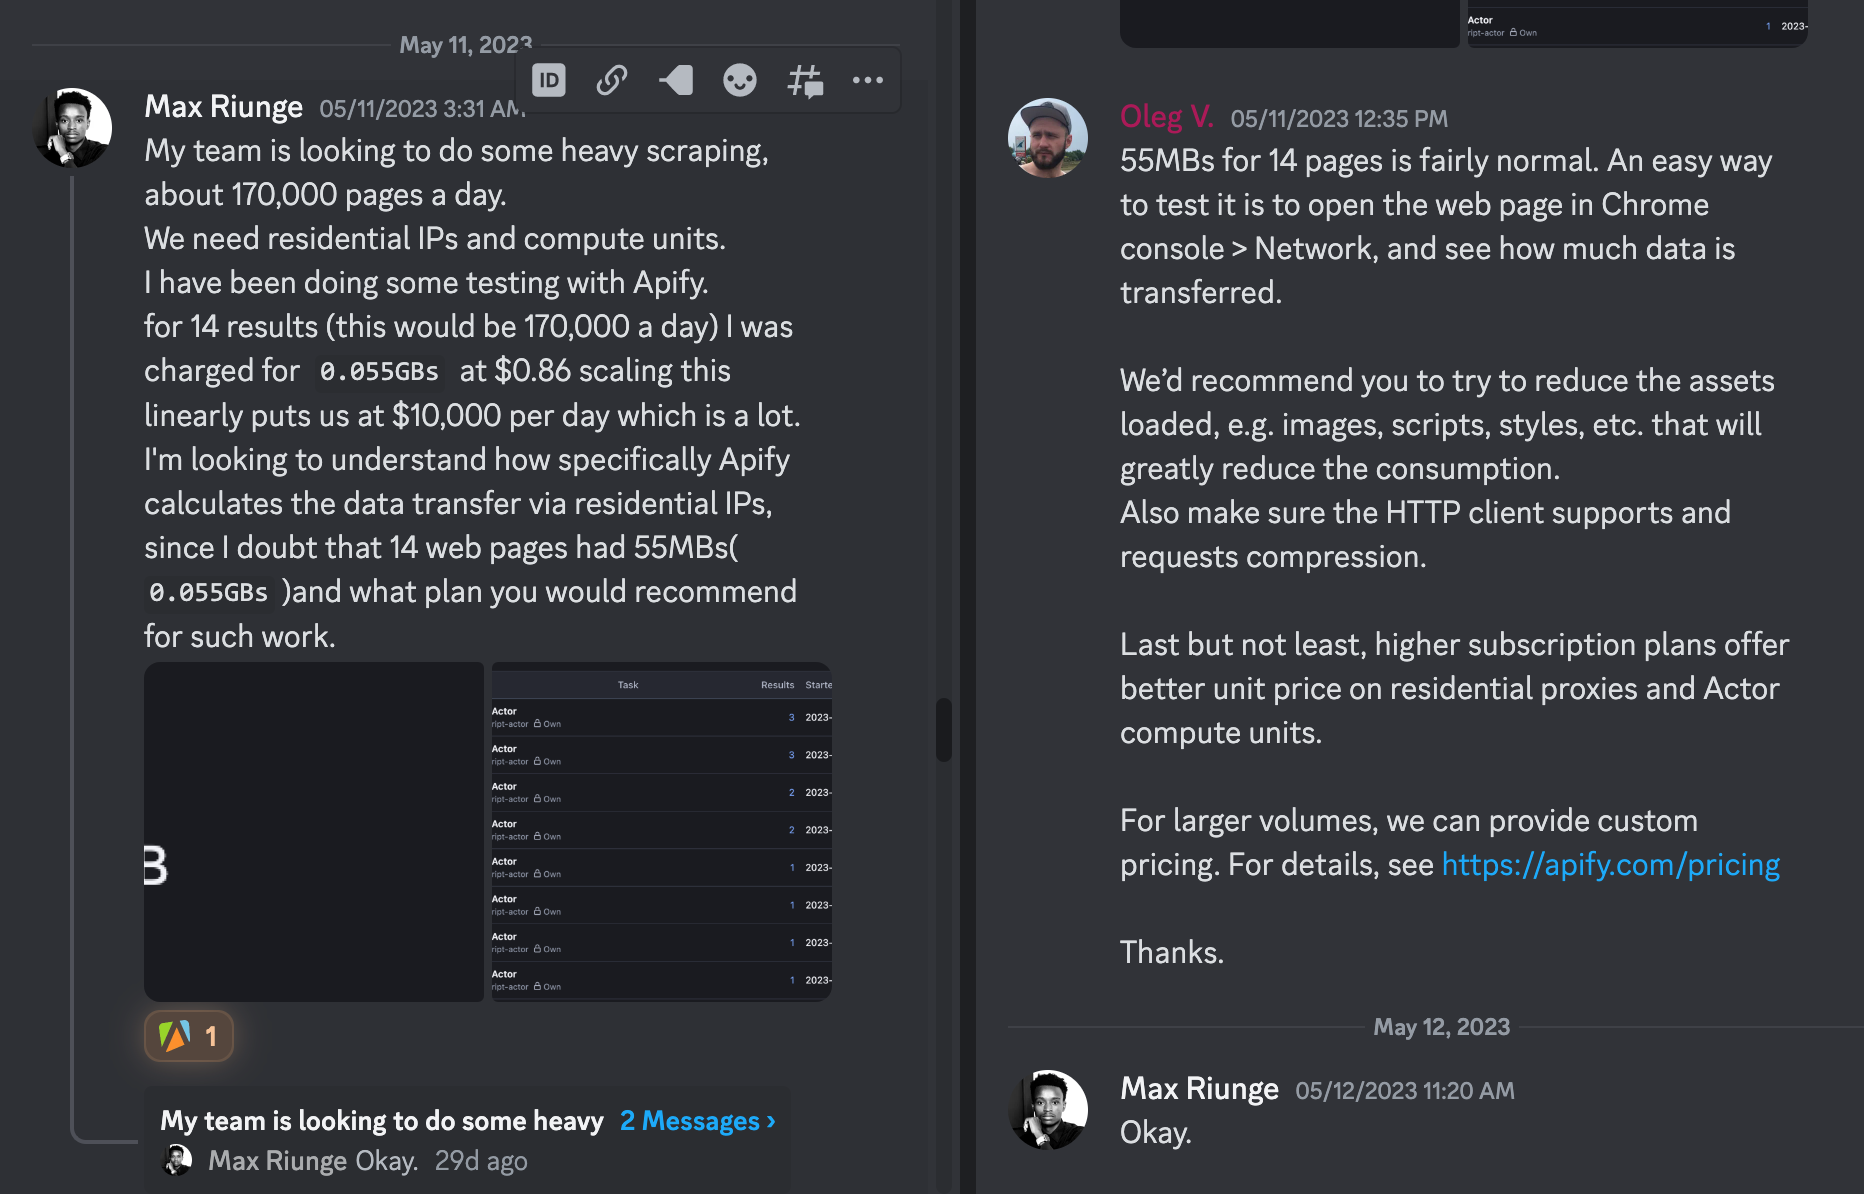 May 11, 2023
ID
Max Riunge 05/11/2023 3:31 AM
My team is looking to do some heavy scraping,
about 170,000 pages a day.
We need residential IPs and compute units.
I have been doing some testing with Apify.
for 14 results (this would be 170,000 a day) I was
charged for 0.055GBs at $0.86 scaling this
linearly puts us at $10,000 per day which is a lot.
I'm looking to understand how specifically Apify
calculates the data transfer via residential IPs,
since I doubt that 14 web pages had 55MBs(
0.055GBs )and what plan you would recommend
for such work.
B
Task Results Starte
Actor
ript-actor Own 3 2023-
Actor
ript-actor Own 3 2023-
Actor
ript-actor Own 2 2023-
Actor
ript-actor Own 2 2023-
Actor
ript-actor Own 1 2023-
Actor
ript-actor Own 1 2023-
Actor
ript-actor Own 1 2023-
Actor
ript-actor Own 1 2023-
1
My team is looking to do some heavy 2 Messages ›
Max Riunge Okay. 29d ago
Actor
ript-actor Own 1 2023-
Oleg V. 05/11/2023 12:35 PM
55MBs for 14 pages is fairly normal. An easy way
to test it is to open the web page in Chrome
console > Network, and see how much data is
transferred.
We’d recommend you to try to reduce the assets
loaded, e.g. images, scripts, styles, etc. that will
greatly reduce the consumption.
Also make sure the HTTP client supports and
requests compression.
Last but not least, higher subscription plans offer
better unit price on residential proxies and Actor
compute units.
For larger volumes, we can provide custom
pricing. For details, see https://apify.com/pricing
Thanks.
May 12, 2023
Max Riunge 05/12/2023 11:20 AM
Okay.